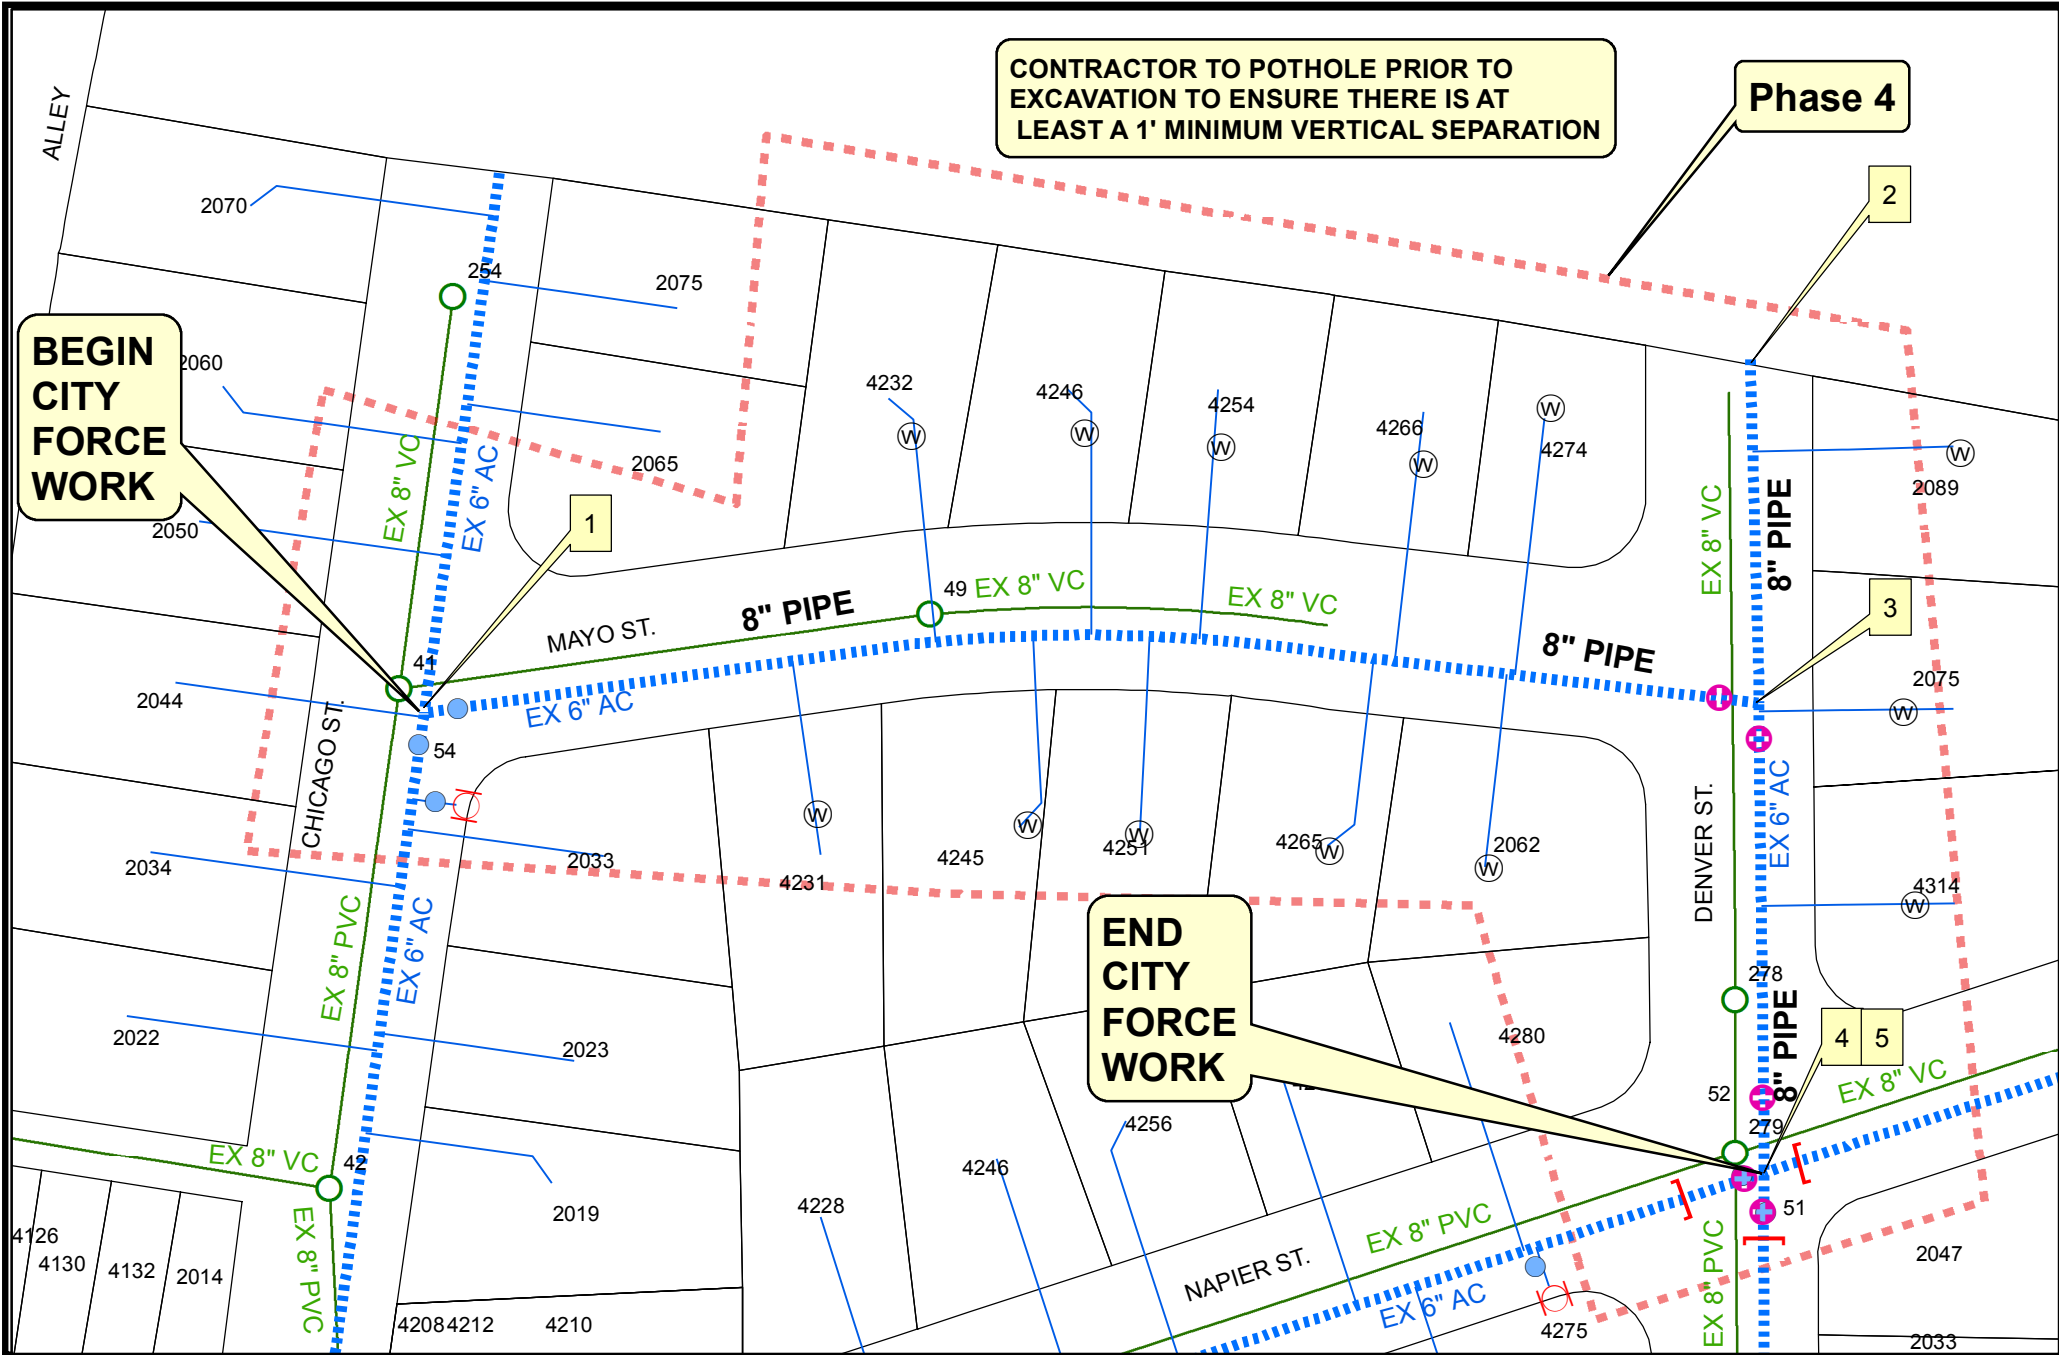 CONTRACTOR TO POTHOLE PRIOR TO
EXCAVATION TO ENSURE THERE IS AT
LEAST A 1' MINIMUM VERTICAL SEPARATION
Phase 4
ALLEY
2
2070
254
2075
BEGIN
CITY
FORCE
WORK
2060
4232
4246
4254
4266
4274
W
W
W
W
W
W
2089
EX 8" VC
EX 6" AC
2065
1
2050
EX 8" VC
8" PIPE
49
EX 8" VC
EX 8" VC
8" PIPE
MAYO ST.
8" PIPE
3
41
2044
EX 6" AC
2075
W
54
CHICAGO ST.
W
W
W
W
W
EX 6" AC
DENVER ST.
2034
2033
4231
4245
4251
4265
2062
4314
W
EX 8" PVC
EX 6" AC
END
CITY
FORCE
WORK
278
8" PIPE
4
5
2022
2023
4280
52
EX 8" VC
279
4256
EX 8" VC
42
4246
4228
2019
51
EX 8" PVC
EX 8" PVC
NAPIER ST.
EX 6" AC
EX 8" PVC
2047
4126
4130
4132
2014
4208
4212
4210
4275
2033